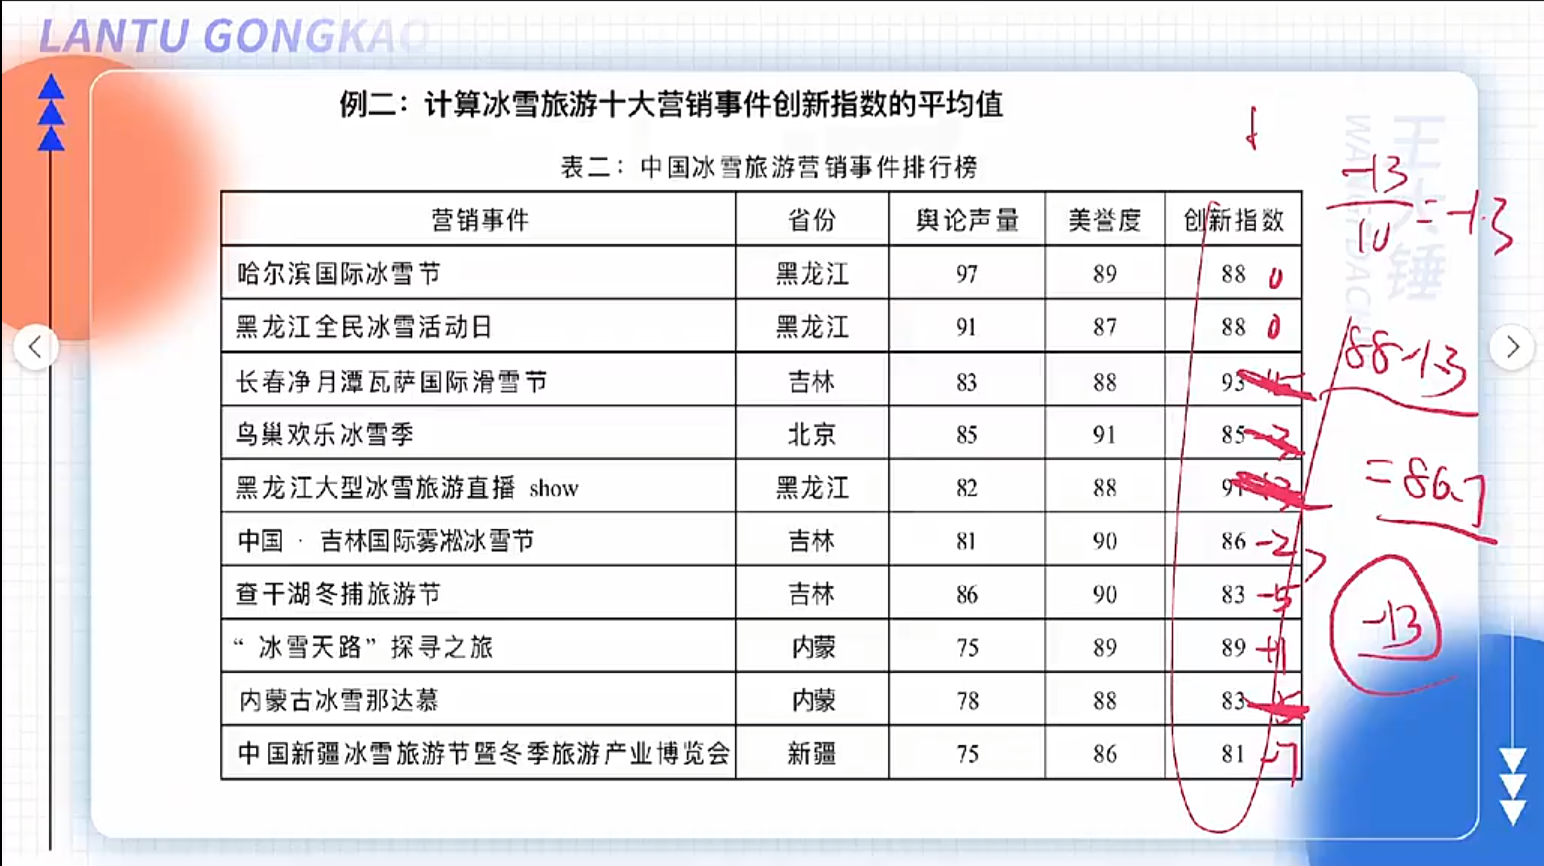 LANTU GONGKAO
例二：计算冰雪旅游十大营销事件创新指数的平均值
表二：中国冰雪旅游营销事件排行榜
营销事件 省份 舆论声量 美誉度 创新指数
哈尔滨国际冰雪节 黑龙江 97 89 88 0
黑龙江全民冰雪活动日 黑龙江 91 87 88 0
长春净月潭瓦萨国际滑雪节 吉林 83 88 93
鸟巢欢乐冰雪季 北京 85 91 85 -3
黑龙江大型冰雪旅游直播 show 黑龙江 82 88 91
中国·吉林国际雾凇冰雪节 吉林 81 90 86 -2
查干湖冬捕旅游节 吉林 86 90 83 -5
“冰雪天路”探寻之旅 内蒙 75 89 89 +1
内蒙古冰雪那达慕 内蒙 78 88 83 -5
中国新疆冰雪旅游节暨冬季旅游产业博览会 新疆 75 86 81 -7
王大锤
WANG DACHUI
-13
10
=-1.3
88-1.3
=86.7
-13